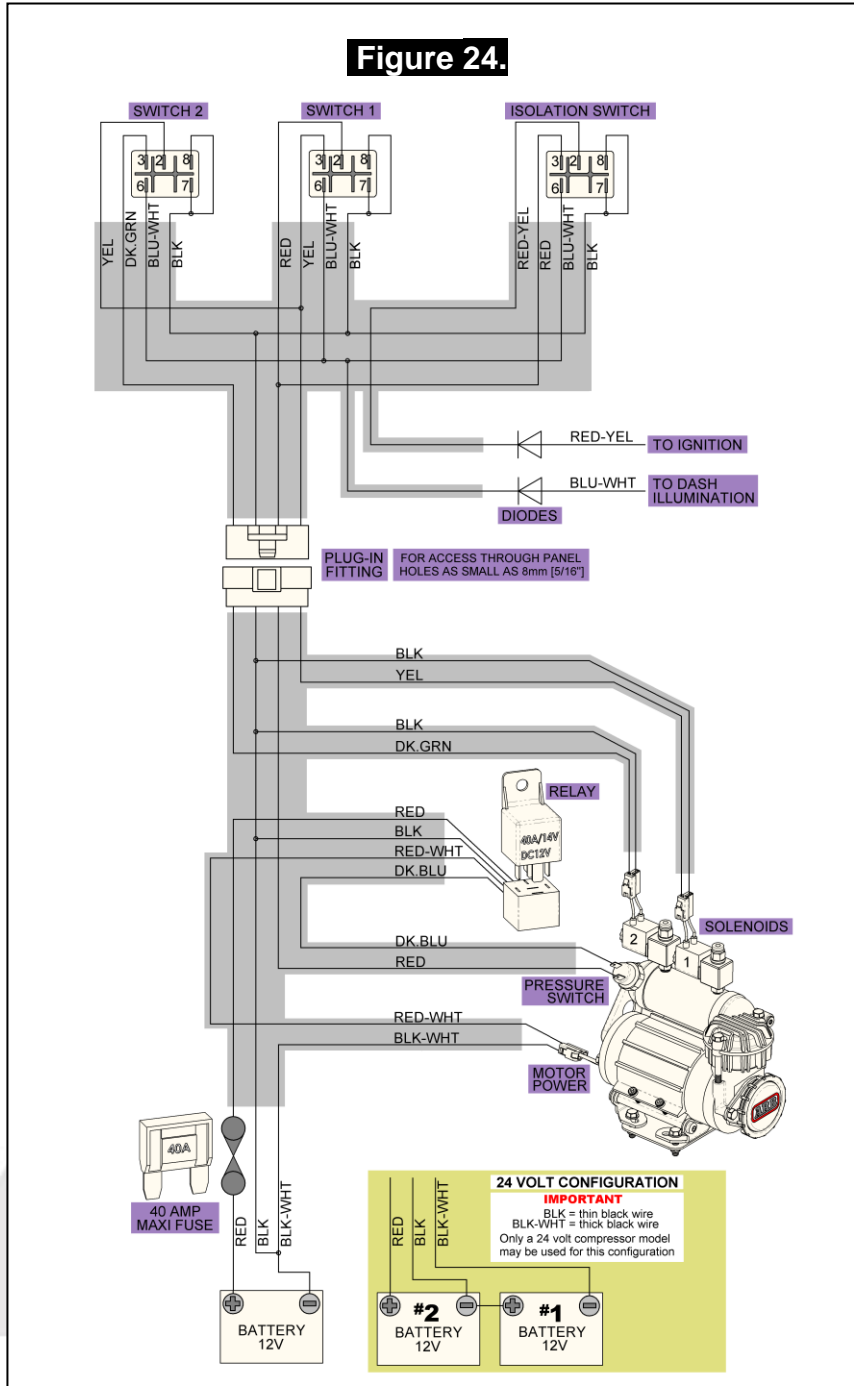 Figure 24.
SWITCH 2
SWITCH 1
ISOLATION SWITCH
3 2 8
6 7
3 2 8
6 7
3 2 8
6 7
YEL
DK.GRN
BLU-WHT
BLK
RED
YEL
BLU-WHT
BLK
RED-YEL
RED
BLU-WHT
BLK
RED-YEL
TO IGNITION
BLU-WHT
TO DASH
ILLUMINATION
DIODES
PLUG-IN
FITTING
FOR ACCESS THROUGH PANEL
HOLES AS SMALL AS 8mm [5/16"]
BLK
YEL
BLK
DK.GRN
RELAY
40A/14V
DC12V
RED
BLK
RED-WHT
DK.BLU
SOLENOIDS
2
1
DK.BLU
RED
PRESSURE
SWITCH
RED-WHT
BLK-WHT
MOTOR
POWER
ARB
40A
40 AMP
MAXI FUSE
RED
BLK
BLK-WHT
+ −
BATTERY
12V
24 VOLT CONFIGURATION
IMPORTANT
BLK = thin black wire
BLK-WHT = thick black wire
Only a 24 volt compressor model
may be used for this configuration
RED
BLK
BLK-WHT
+ #2 −
BATTERY
12V
+ #1 −
BATTERY
12V